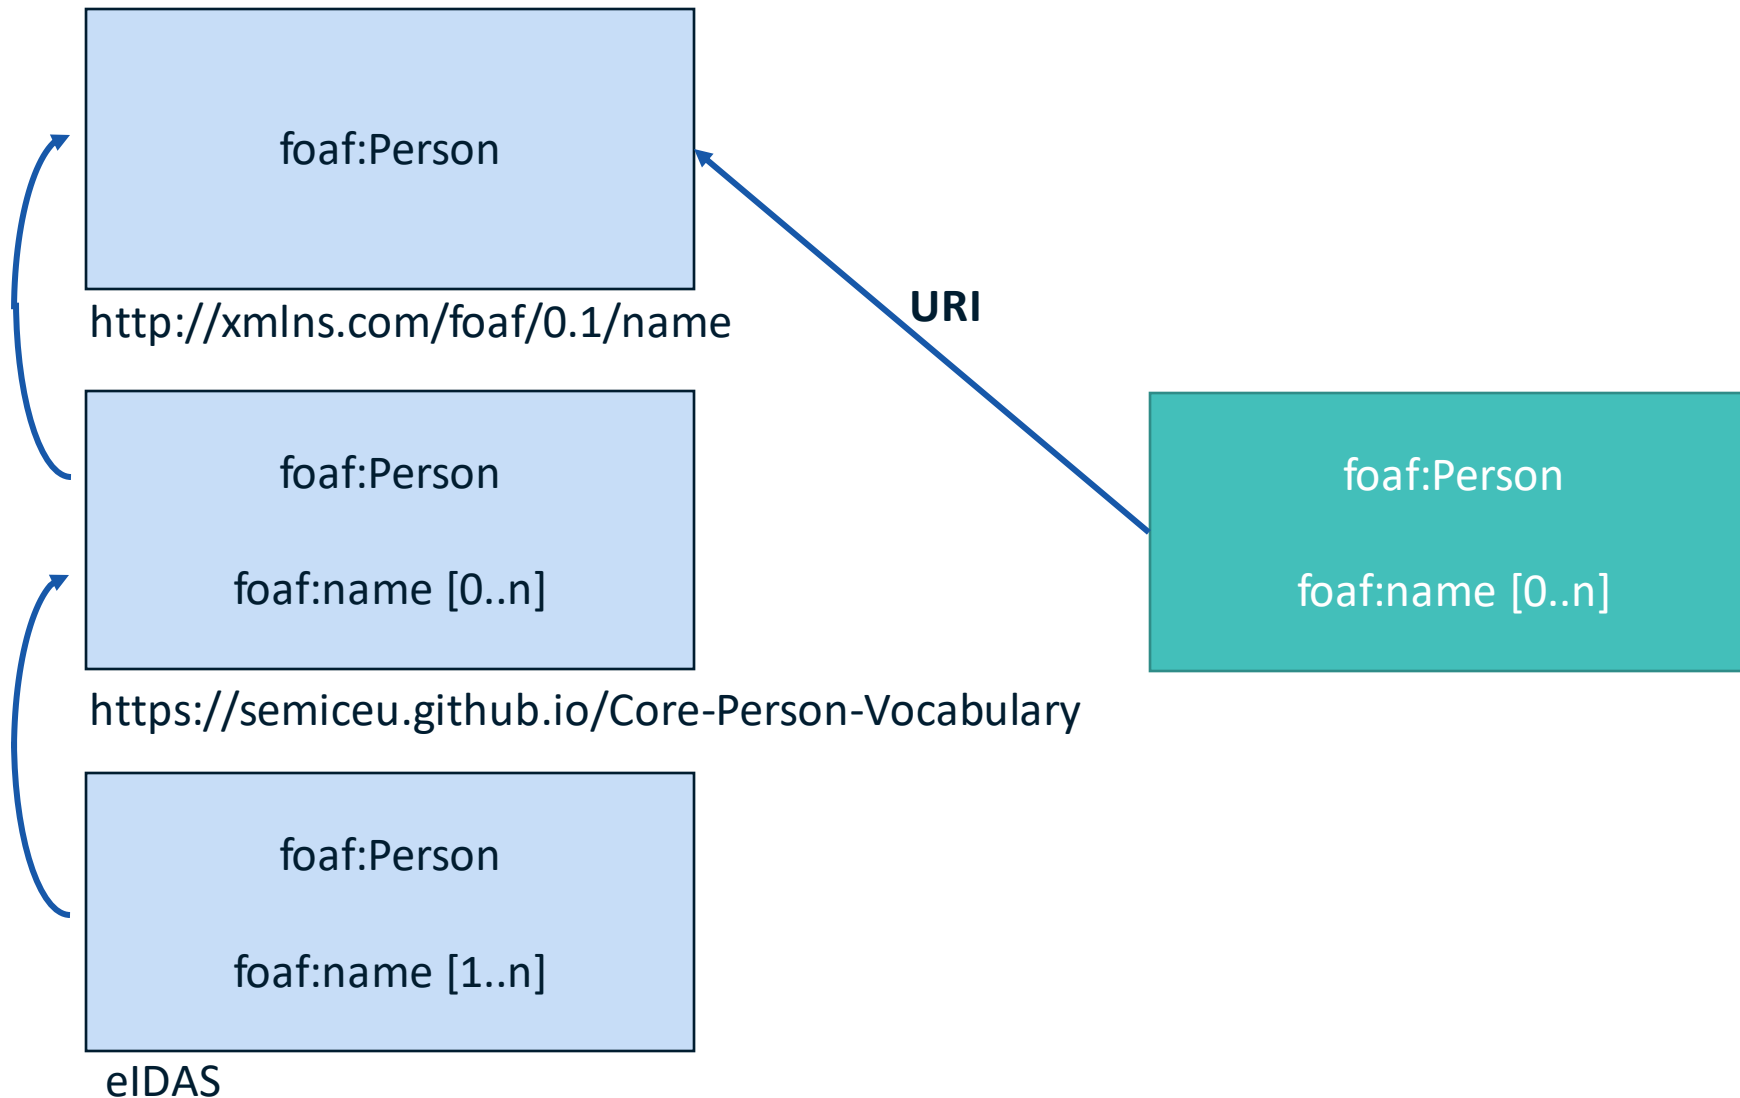 foaf:Person
http://xmlns.com/foaf/0.1/name
URI
foaf:Person
foaf:name [0..n]
https://semiceu.github.io/Core-Person-Vocabulary
foaf:Person
foaf:name [0..n]
foaf:Person
foaf:name [1..n]
eIDAS